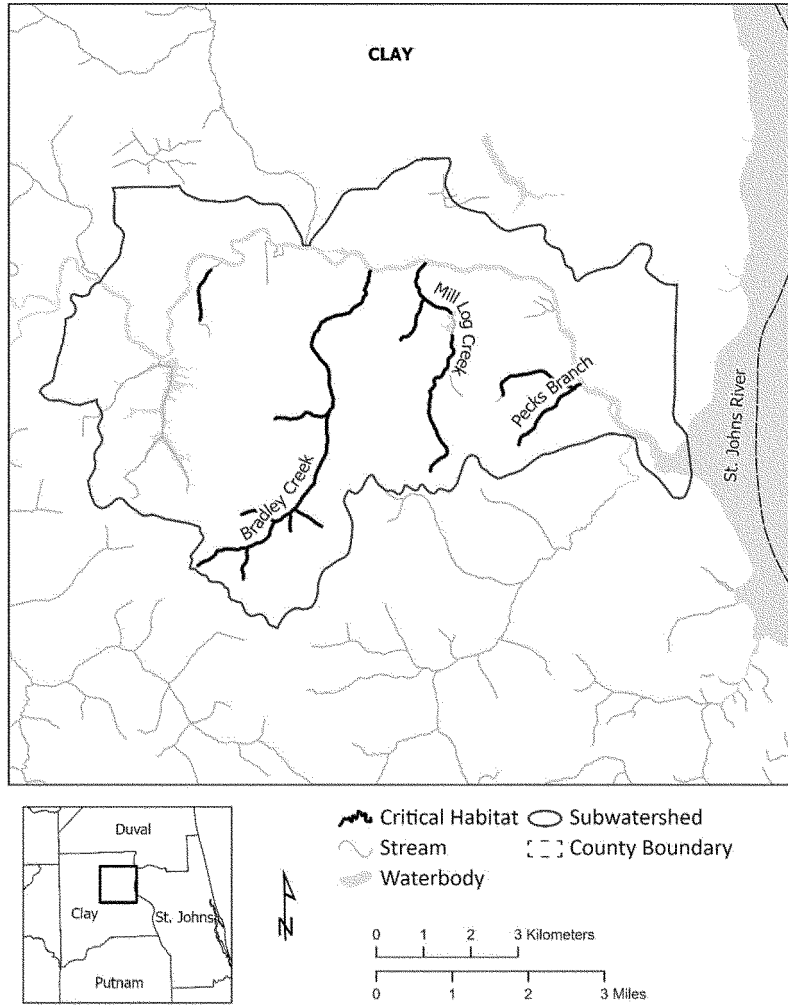 CLAY
Mill Log Creek
Pecks Branch
St. Johns River
Bradley Creek
Duval
Clay
St. Johns
Putnam
N
Critical Habitat
Subwatershed
Stream
County Boundary
Waterbody
0 1 2 3 Kilometers
0 1 2 3 Miles